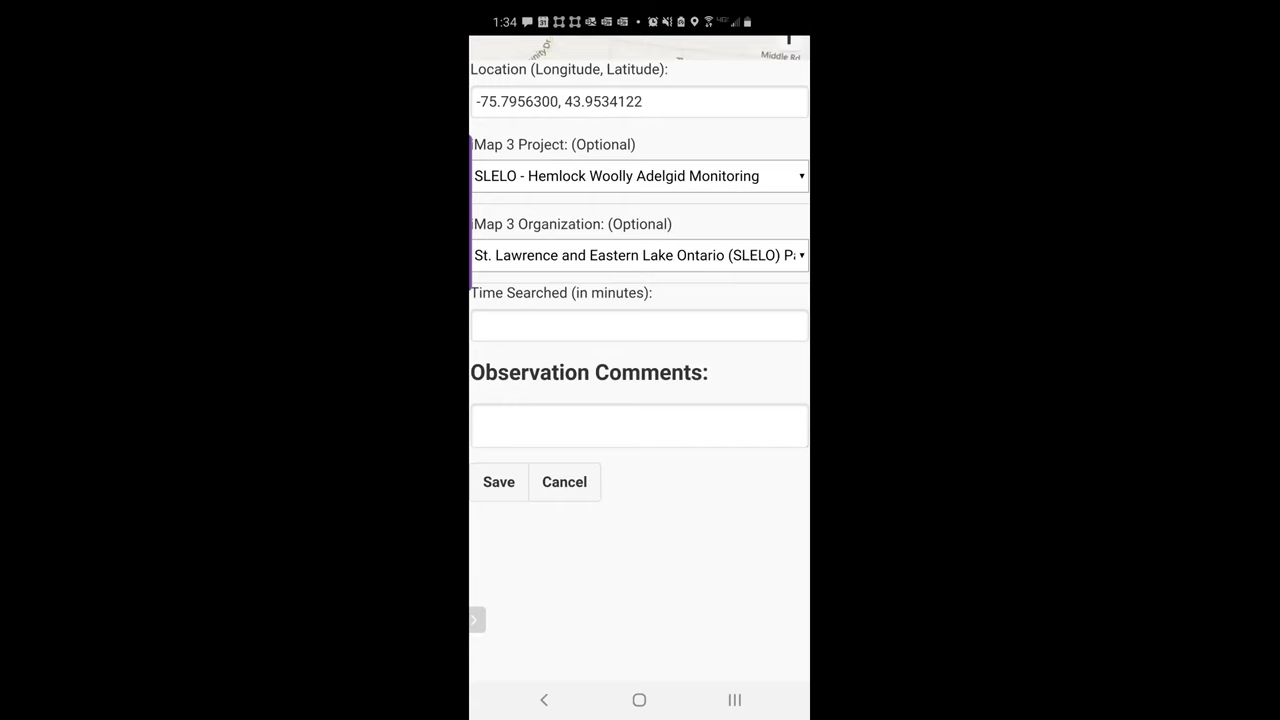 1:34
Middle Rd
Location (Longitude, Latitude):
-75.7956300, 43.9534122
iMap 3 Project: (Optional)
SLELO - Hemlock Woolly Adelgid Monitoring
iMap 3 Organization: (Optional)
St. Lawrence and Eastern Lake Ontario (SLELO)
Time Searched (in minutes):
Observation Comments:
Save
Cancel